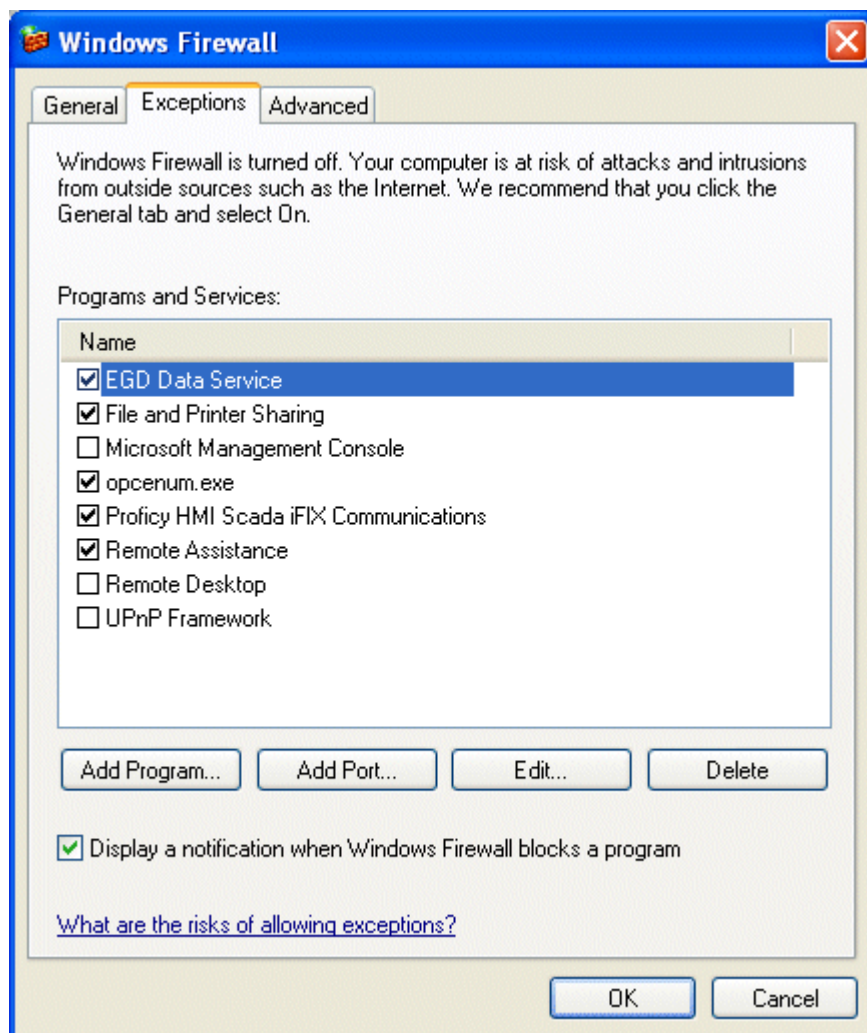 Windows Firewall
General Exceptions Advanced
Windows Firewall is turned off. Your computer is at risk of attacks and intrusions
from outside sources such as the Internet. We recommend that you click the
General tab and select On.
Programs and Services:
Name
EGD Data Service
File and Printer Sharing
Microsoft Management Console
opcenum.exe
Proficy HMI Scada iFIX Communications
Remote Assistance
Remote Desktop
UPnP Framework
Add Program... Add Port... Edit... Delete
Display a notification when Windows Firewall blocks a program
What are the risks of allowing exceptions?
OK Cancel